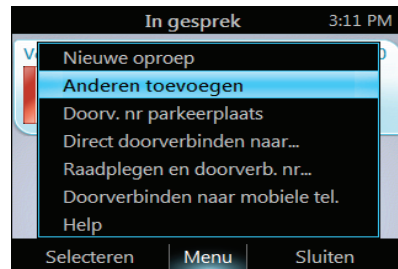 In gesprek 3:11 PM
Nieuwe oproep
Anderen toevoegen
Doorv. nr parkeerplaats
Direct doorverbinden naar...
Raadplegen en doorverb. nr...
Doorverbinden naar mobiele tel.
Help
Selecteren Menu Sluiten